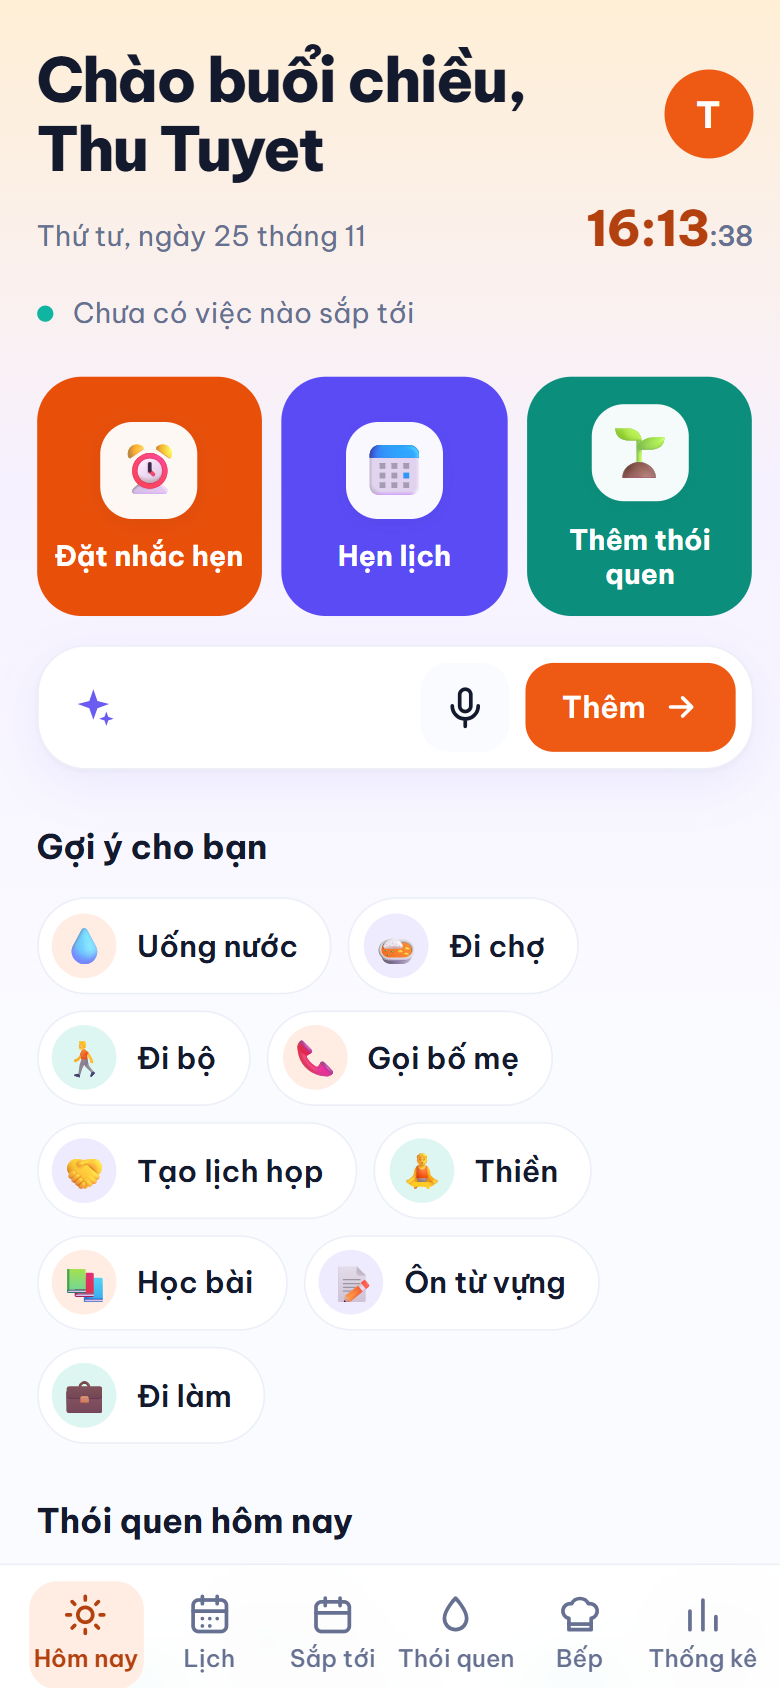 Chào buổi chiều,
Thu Tuyet
T
Thứ tư, ngày 25 tháng 11
16:13:38
Chưa có việc nào sắp tới
Đặt nhắc hẹn
Hẹn lịch
Thêm thói
quen
Thêm
Gợi ý cho bạn
Uống nước
Đi chợ
Đi bộ
Gọi bố mẹ
Tạo lịch họp
Thiền
Học bài
Ôn từ vựng
Đi làm
Thói quen hôm nay
Hôm nay
Lịch
Sắp tới
Thói quen
Bếp
Thống kê